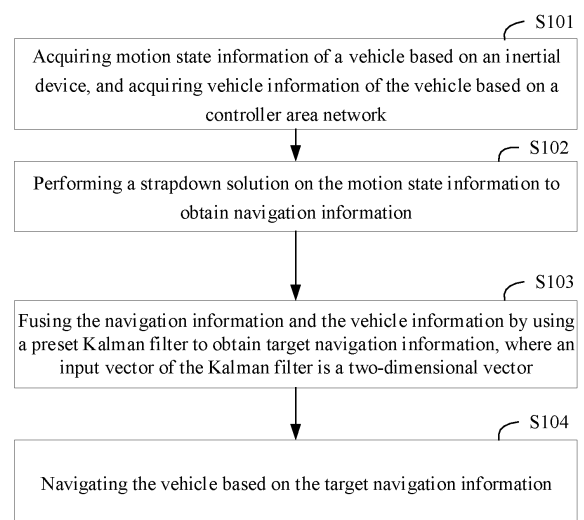 S101
Acquiring motion state information of a vehicle based on an inertial
device, and acquiring vehicle information of the vehicle based on a
controller area network
S102
Performing a strapdown solution on the motion state information to
obtain navigation information
S103
Fusing the navigation information and the vehicle information by using
a preset Kalman filter to obtain target navigation information, where an
input vector of the Kalman filter is a two-dimensional vector
S104
Navigating the vehicle based on the target navigation information